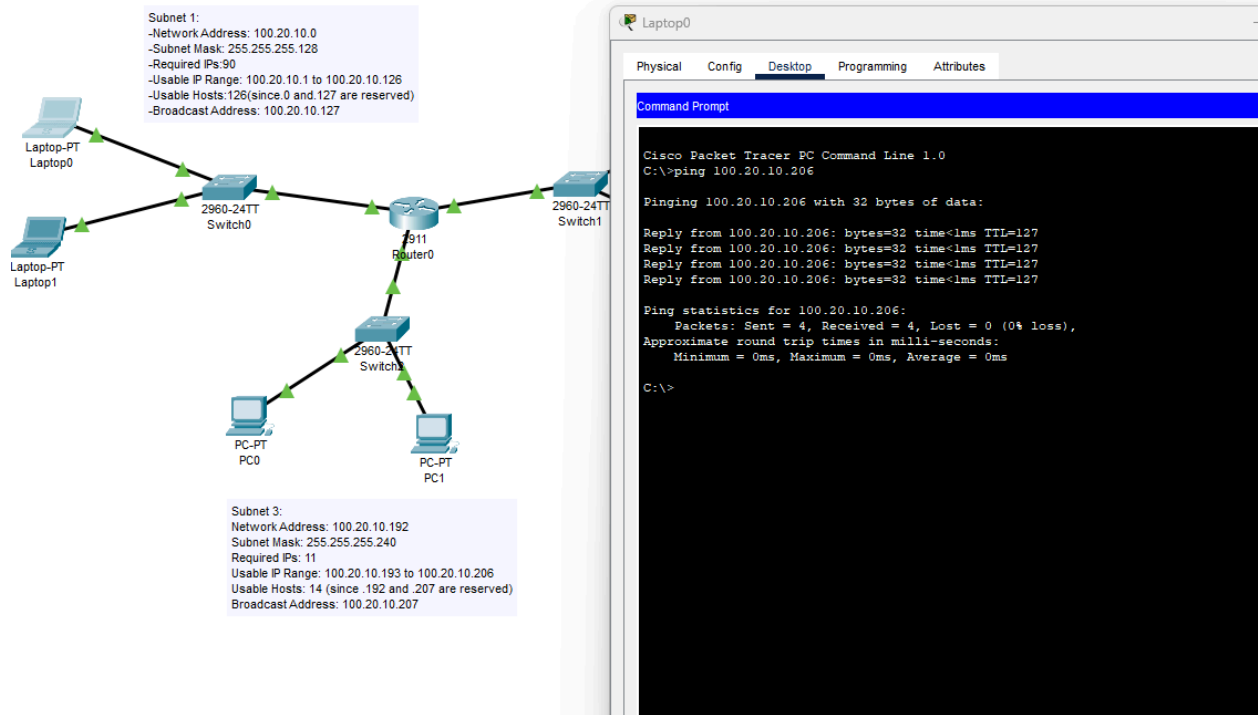 Subnet 1:
-Network Address: 100.20.10.0
-Subnet Mask: 255.255.255.128
-Required IPs:90
-Usable IP Range: 100.20.10.1 to 100.20.10.126
-Usable Hosts:126(since.0 and.127 are reserved)
-Broadcast Address: 100.20.10.127
Laptop-PT
Laptop0
2960-24TT
Switch0
Laptop-PT
Laptop1
2911
Router0
2960-24TT
Switch1
2960-24TT
Switch2
PC-PT
PC0
PC-PT
PC1
Subnet 3:
Network Address: 100.20.10.192
Subnet Mask: 255.255.255.240
Required IPs: 11
Usable IP Range: 100.20.10.193 to 100.20.10.206
Usable Hosts: 14 (since .192 and .207 are reserved)
Broadcast Address: 100.20.10.207
Laptop0
Physical Config Desktop Programming Attributes
Command Prompt
Cisco Packet Tracer PC Command Line 1.0
C:\>ping 100.20.10.206
Pinging 100.20.10.206 with 32 bytes of data:
Reply from 100.20.10.206: bytes=32 time<1ms TTL=127
Reply from 100.20.10.206: bytes=32 time<1ms TTL=127
Reply from 100.20.10.206: bytes=32 time<1ms TTL=127
Reply from 100.20.10.206: bytes=32 time<1ms TTL=127
Ping statistics for 100.20.10.206:
Packets: Sent = 4, Received = 4, Lost = 0 (0% loss),
Approximate round trip times in milli-seconds:
Minimum = 0ms, Maximum = 0ms, Average = 0ms
C:\>